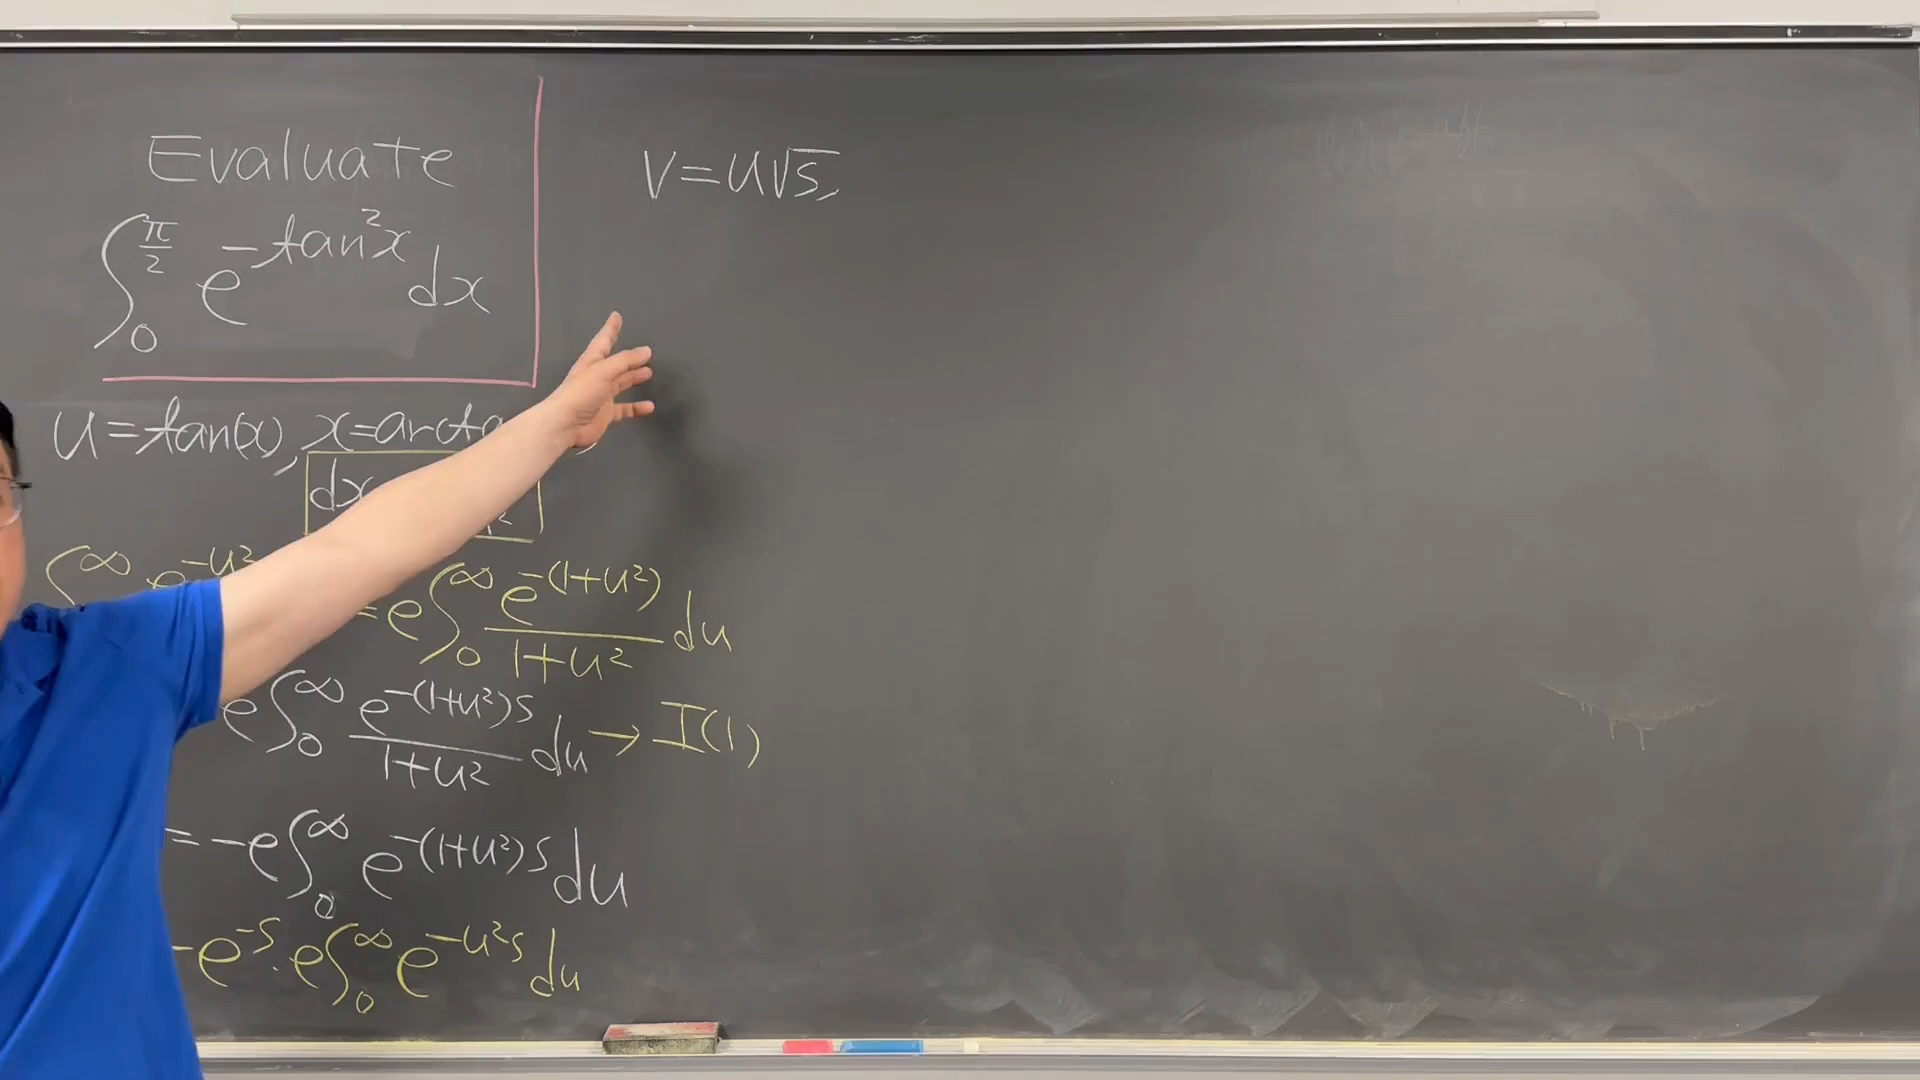 Evaluate
∫₀^{π/2} e^{-tan²x} dx
u = tan(x), x = arcta
dx
u²
∫^∞ e^{-u²}
= e ∫₀^∞ e^{-(1+u²)} / (1+u²) du
e ∫₀^∞ e^{-(1+u²)s} / (1+u²) du → I(1)
= -e ∫₀^∞ e^{-(1+u²)s} du
-e^{-s} · e ∫₀^∞ e^{-u²s} du
V = u√s,